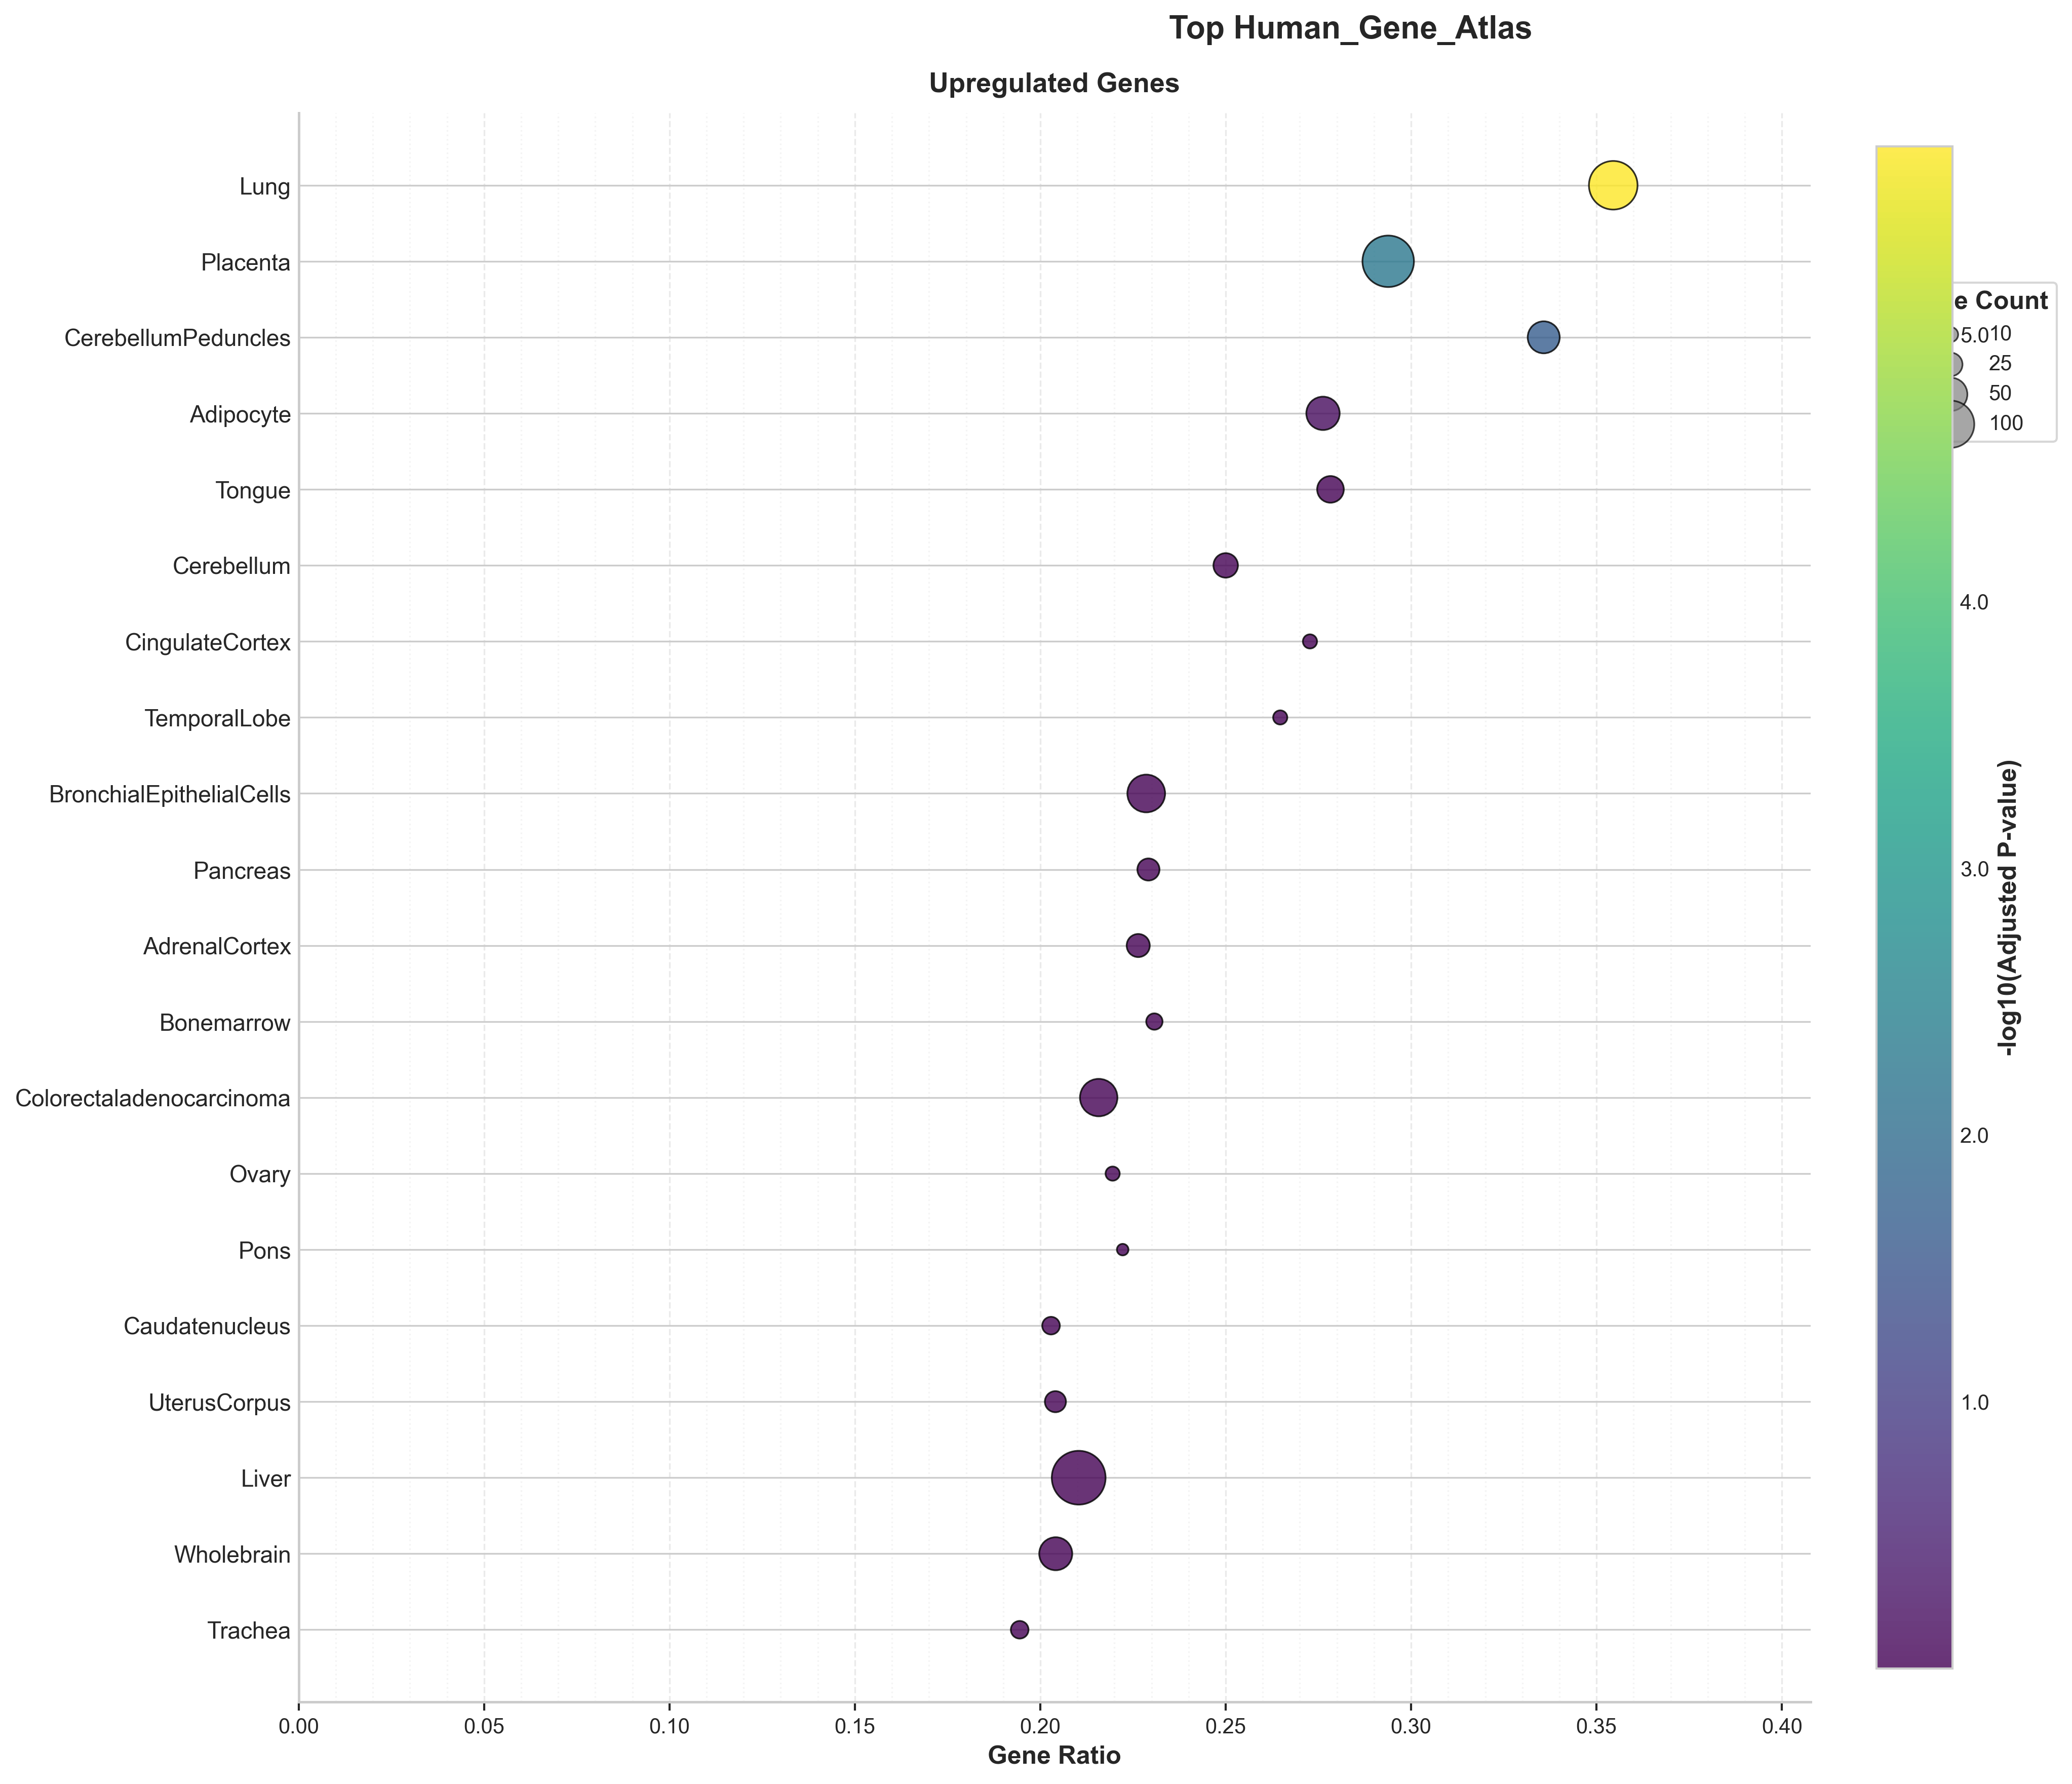 Top Human_Gene_Atlas
Upregulated Genes
Lung
Placenta
CerebellumPeduncles
Adipocyte
Tongue
Cerebellum
CingulateCortex
TemporalLobe
BronchialEpithelialCells
Pancreas
AdrenalCortex
Bonemarrow
Colorectaladenocarcinoma
Ovary
Pons
Caudatenucleus
UterusCorpus
Liver
Wholebrain
Trachea
0.00 0.05 0.10 0.15 0.20 0.25 0.30 0.35 0.40
Gene Ratio
e Count
10
25
50
100
5.0
4.0
3.0
2.0
1.0
-log10(Adjusted P-value)